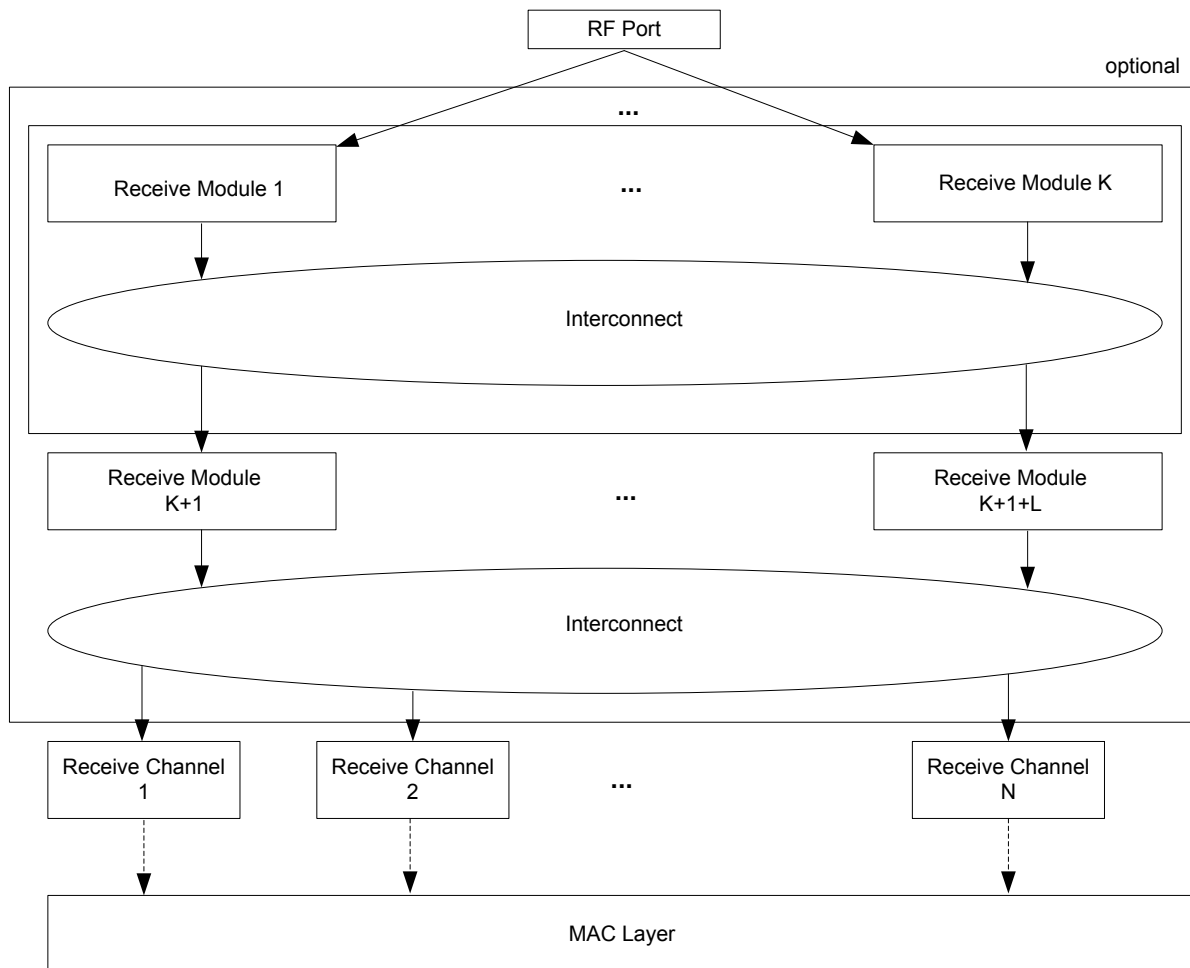 RF Port
optional
...
Receive Module 1
...
Receive Module K
Interconnect
Receive Module
K+1
...
Receive Module
K+1+L
Interconnect
Receive Channel
1
Receive Channel
2
...
Receive Channel
N
MAC Layer